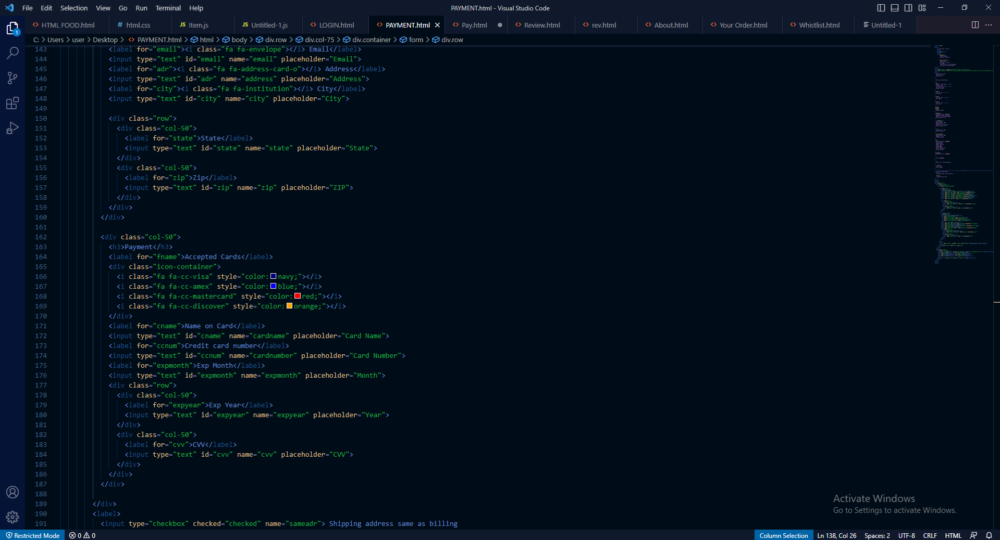 File Edit Selection View Go Run Terminal Help PAYMENT.html - Visual Studio Code
HTML FOOD.html # html.css JS Item.js JS Untitled-1.js LOGIN.html PAYMENT.html Pay.html Review.html rev.html About.html Your Order.html Whistlist.html Untitled-1 ...
C: > Users > user > Desktop > PAYMENT.html > html > body > div.row > div.col-75 > div.container > form > div.row
1
143 <label for="email"><i class="fa fa-envelope"></i> Email</label>
144 <input type="text" id="email" name="email" placeholder="Email">
145 <label for="adr"><i class="fa fa-address-card-o"></i> Address</label>
146 <input type="text" id="adr" name="address" placeholder="Address">
147 <label for="city"><i class="fa fa-institution"></i> City</label>
148 <input type="text" id="city" name="city" placeholder="City">
149
150 <div class="row">
151 <div class="col-50">
152 <label for="state">State</label>
153 <input type="text" id="state" name="state" placeholder="State">
154 </div>
155 <div class="col-50">
156 <label for="zip">Zip</label>
157 <input type="text" id="zip" name="zip" placeholder="ZIP">
158 </div>
159 </div>
160 </div>
161
162 <div class="col-50">
163 <h3>Payment</h3>
164 <label for="fname">Accepted Cards</label>
165 <div class="icon-container">
166 <i class="fa fa-cc-visa" style="color:navy;"></i>
167 <i class="fa fa-cc-amex" style="color:blue;"></i>
168 <i class="fa fa-cc-mastercard" style="color:red;"></i>
169 <i class="fa fa-cc-discover" style="color:orange;"></i>
170 </div>
171 <label for="cname">Name on Card</label>
172 <input type="text" id="cname" name="cardname" placeholder="Card Name">
173 <label for="ccnum">Credit card number</label>
174 <input type="text" id="ccnum" name="cardnumber" placeholder="Card Number">
175 <label for="expmonth">Exp Month</label>
176 <input type="text" id="expmonth" name="expmonth" placeholder="Month">
177 <div class="row">
178 <div class="col-50">
179 <label for="expyear">Exp Year</label>
180 <input type="text" id="expyear" name="expyear" placeholder="Year">
181 </div>
182 <div class="col-50">
183 <label for="cvv">CVV</label>
184 <input type="text" id="cvv" name="cvv" placeholder="CVV">
185 </div>
186 </div>
187 </div>
188
189 </div>
190 <label>
191 <input type="checkbox" checked="checked" name="sameadr"> Shipping address same as billing
Activate Windows
Go to Settings to activate Windows.
Restricted Mode 0 0 Column Selection Ln 138, Col 26 Spaces: 2 UTF-8 CRLF HTML